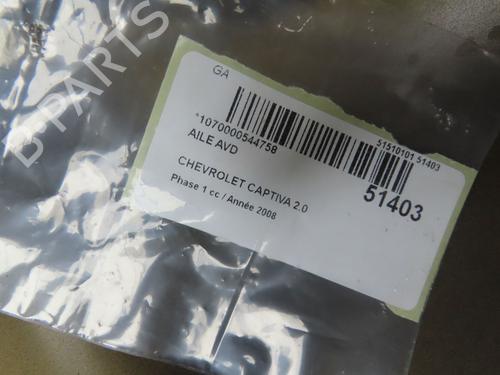 B PARTS
GA
*1070000544758
51510101 51403
AILE AVD
51403
CHEVROLET CAPTIVA 2.0
Phase 1 cc / Année 2008